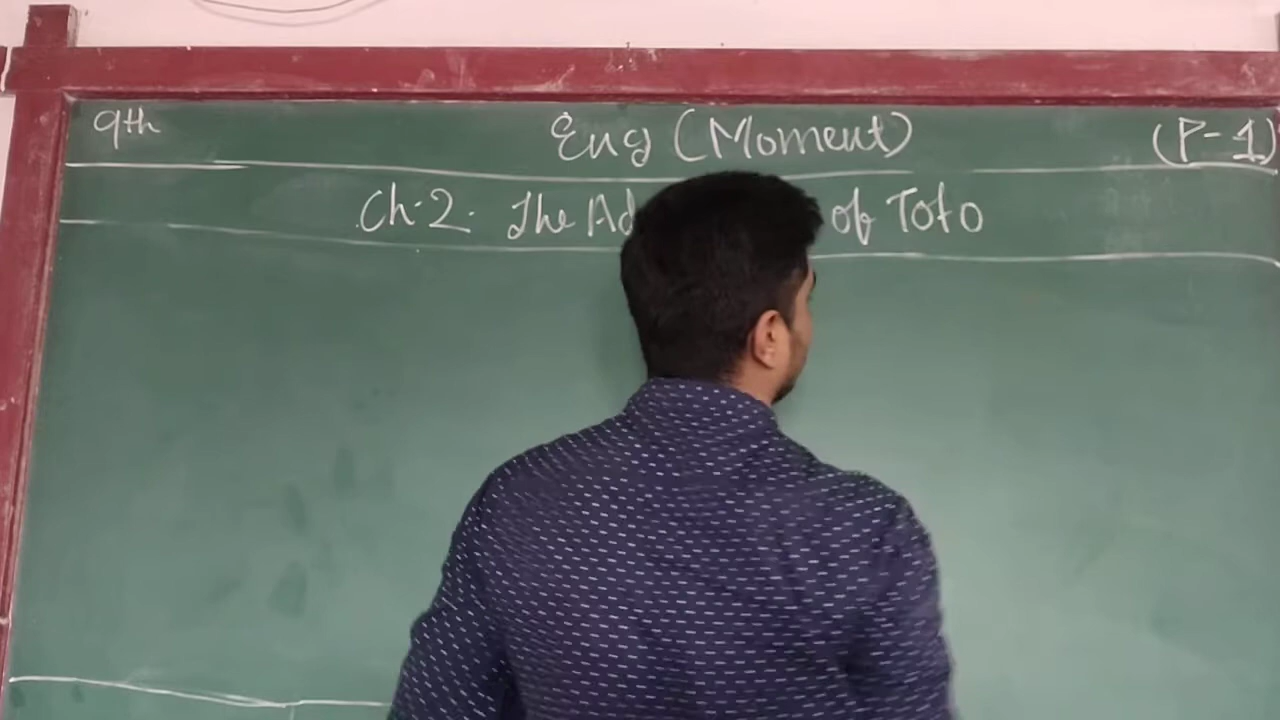 9th Eng (Moment) (P-1)
Ch.2. The Ad of Toto